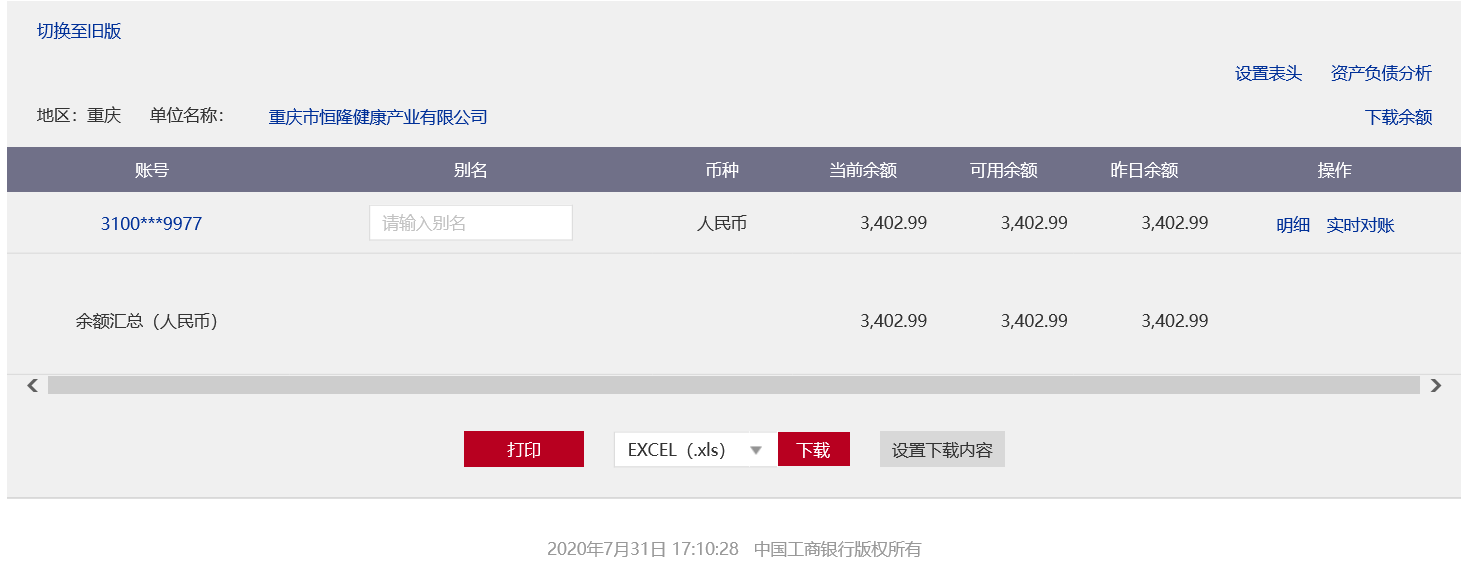 切换至旧版
设置表头 资产负债分析
地区：重庆 单位名称： 重庆市恒隆健康产业有限公司 下载余额
账号 别名 币种 当前余额 可用余额 昨日余额 操作
3100***9977 请输入别名 人民币 3,402.99 3,402.99 3,402.99 明细 实时对账
余额汇总（人民币） 3,402.99 3,402.99 3,402.99
打印 EXCEL（.xls） 下载 设置下载内容
2020年7月31日 17:10:28 中国工商银行版权所有